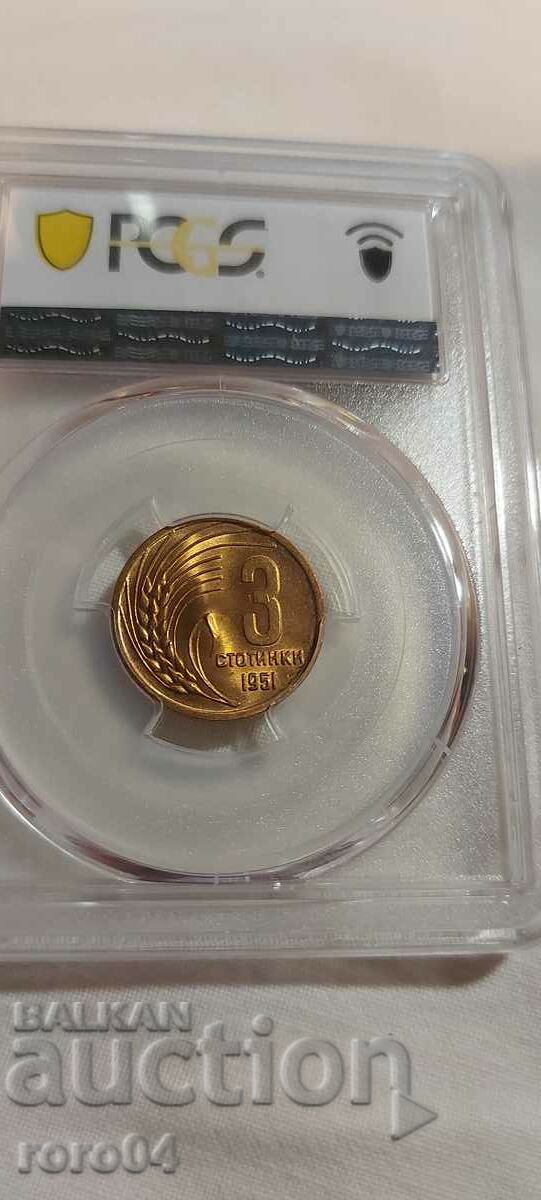 PCGS
3
СТОТИНКИ
1951
BALKAN
auction
roro04